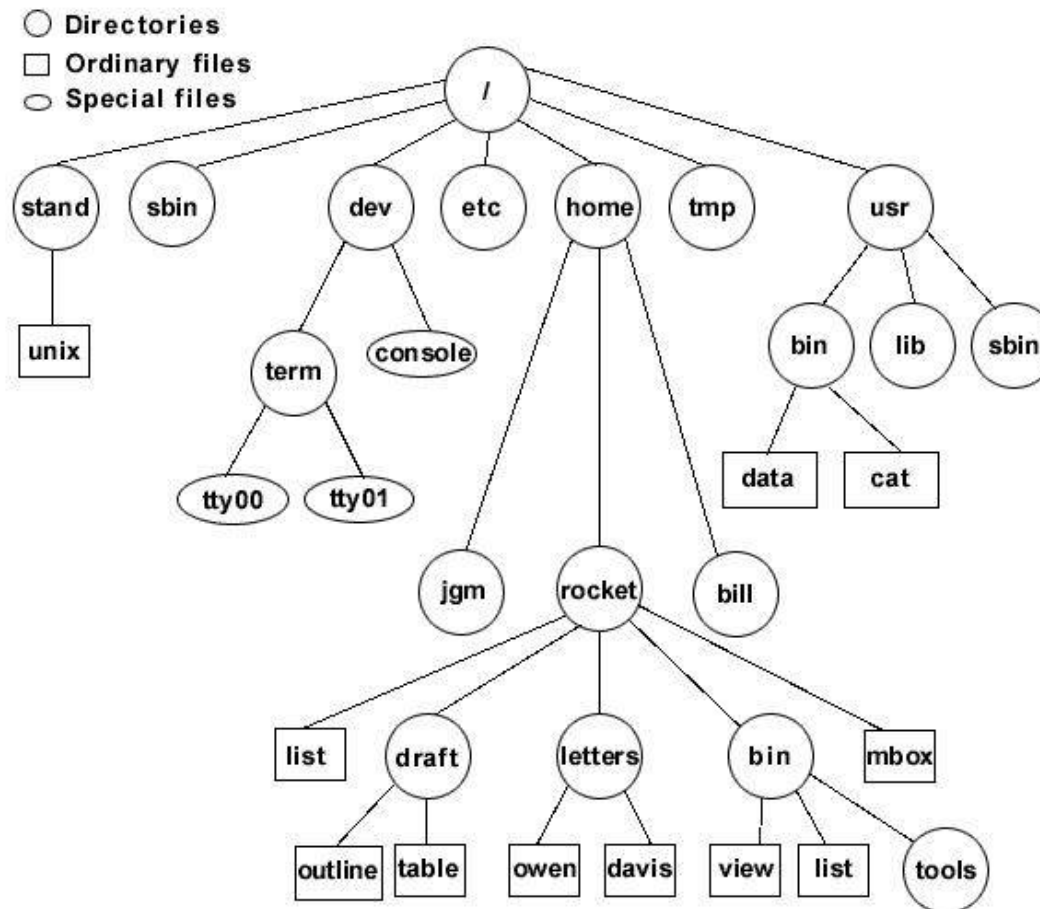 Directories
Ordinary files
Special files
/
stand sbin dev etc home tmp usr
unix term console bin lib sbin
tty00 tty01 data cat
jgm rocket bill
list draft letters bin mbox
outline table owen davis view list tools